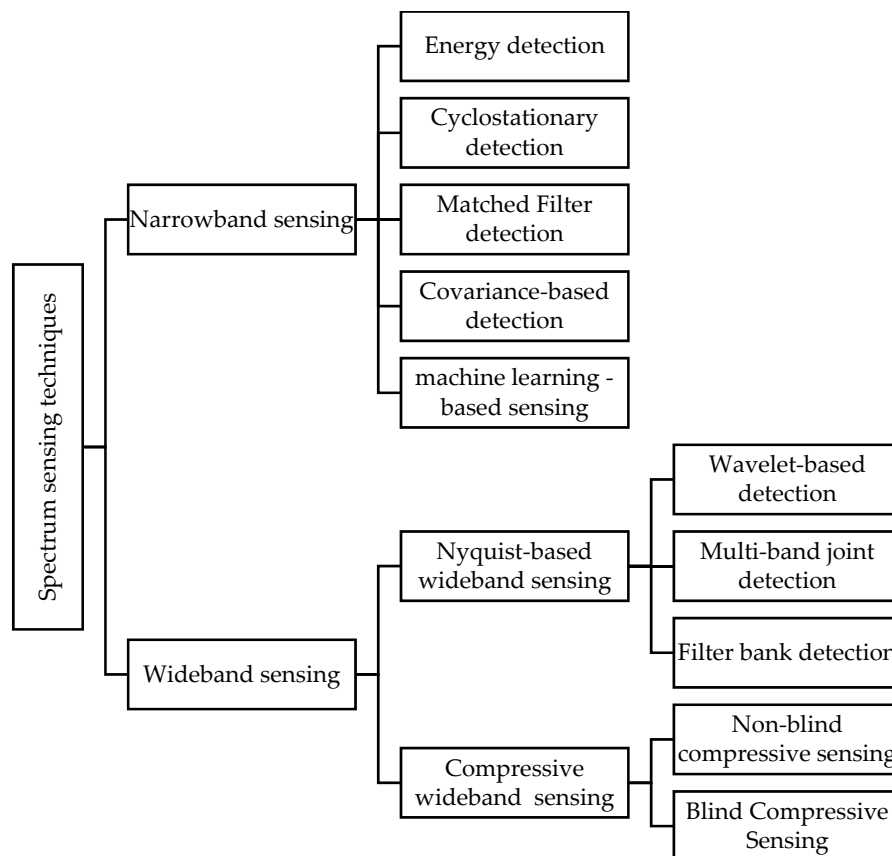 Spectrum sensing techniques
Narrowband sensing
Energy detection
Cyclostationary
detection
Matched Filter
detection
Covariance-based
detection
machine learning -
based sensing
Wideband sensing
Nyquist-based
wideband sensing
Wavelet-based
detection
Multi-band joint
detection
Filter bank detection
Compressive
wideband sensing
Non-blind
compressive sensing
Blind Compressive
Sensing